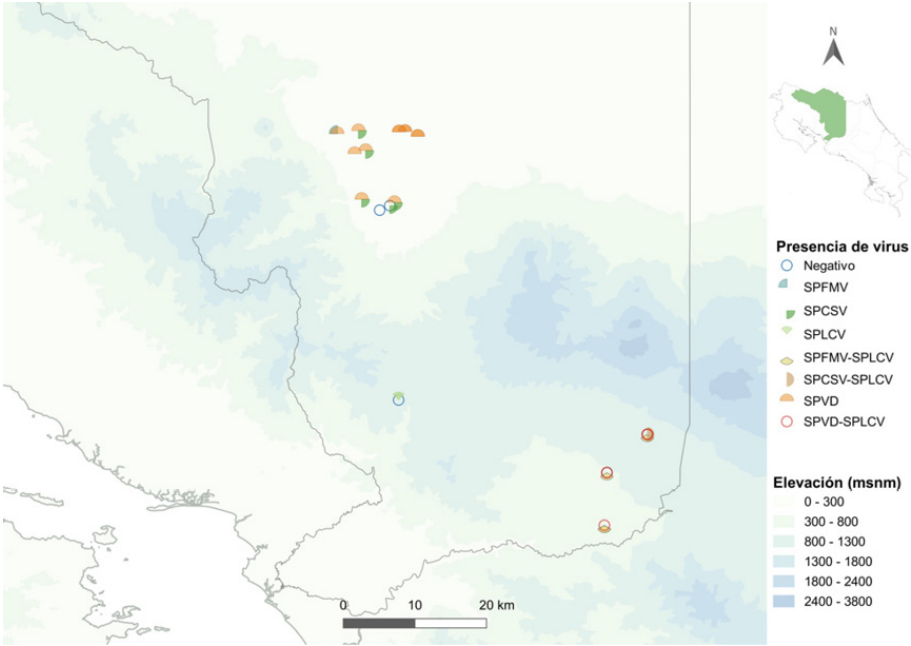 N
Presencia de virus
Negativo
SPFMV
SPCSV
SPLCV
SPFMV-SPLCV
SPCSV-SPLCV
SPVD
SPVD-SPLCV
Elevación (msnm)
0 - 300
300 - 800
800 - 1300
1300 - 1800
1800 - 2400
2400 - 3800
0 10 20 km